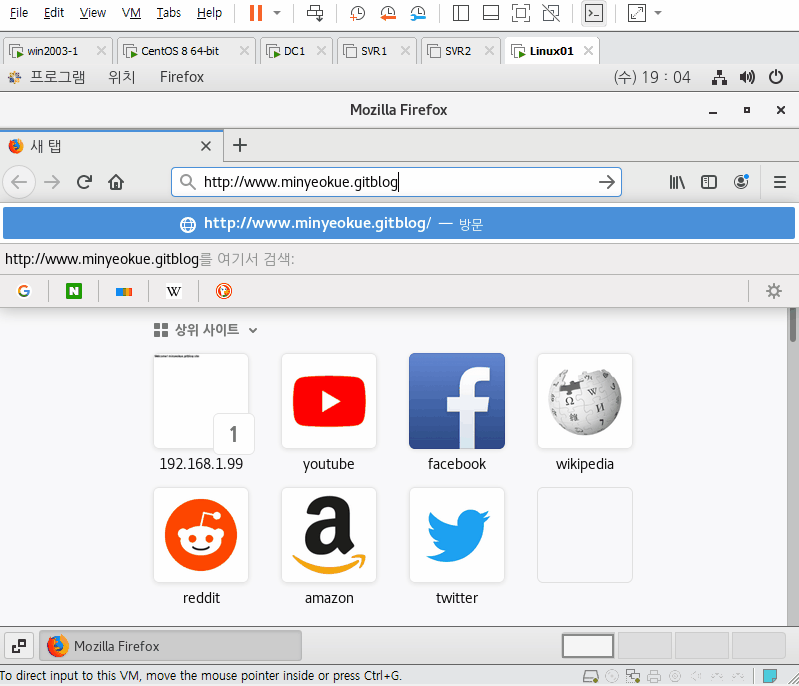 File Edit View VM Tabs Help
win2003-1 CentOS 8 64-bit DC1 SVR1 SVR2 Linux01
프로그램 위치 Firefox (수) 19 : 04
Mozilla Firefox
새 탭
http://www.minyeokue.gitblog
http://www.minyeokue.gitblog/ — 방문
http://www.minyeokue.gitblog를 여기서 검색:
G N W
상위 사이트
1
192.168.1.99 youtube facebook wikipedia
reddit amazon twitter
Mozilla Firefox
To direct input to this VM, move the mouse pointer inside or press Ctrl+G.